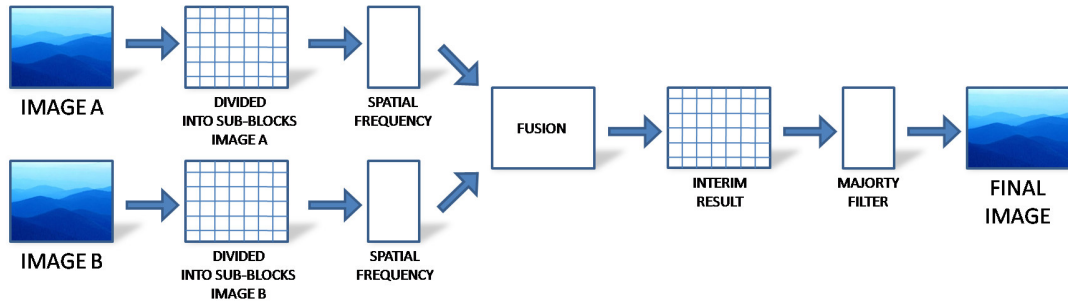 IMAGE A
DIVIDED
INTO SUB-BLOCKS
IMAGE A
SPATIAL
FREQUENCY
IMAGE B
DIVIDED
INTO SUB-BLOCKS
IMAGE B
SPATIAL
FREQUENCY
FUSION
INTERIM
RESULT
MAJORTY
FILTER
FINAL
IMAGE